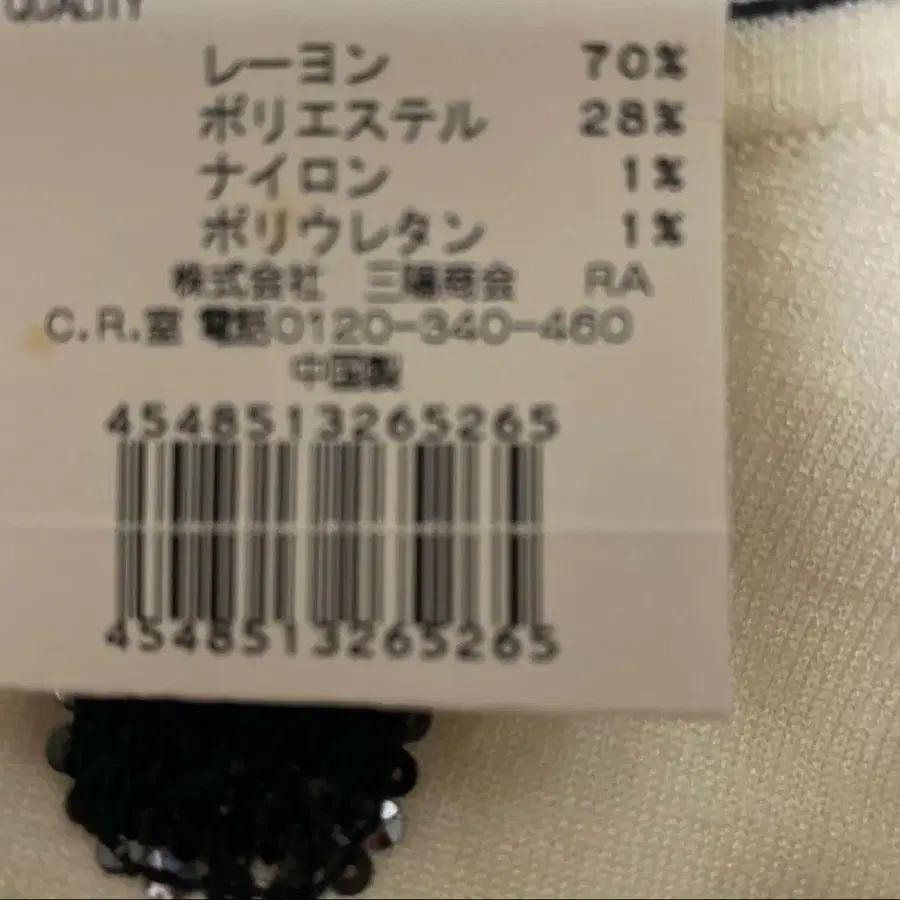 QUALITY
レーヨン 70%
ポリエステル 28%
ナイロン 1%
ポリウレタン 1%
株式会社 三陽商会 RA
C.R.室 電話0120-340-460
中国製
4548513265265
4548513265265